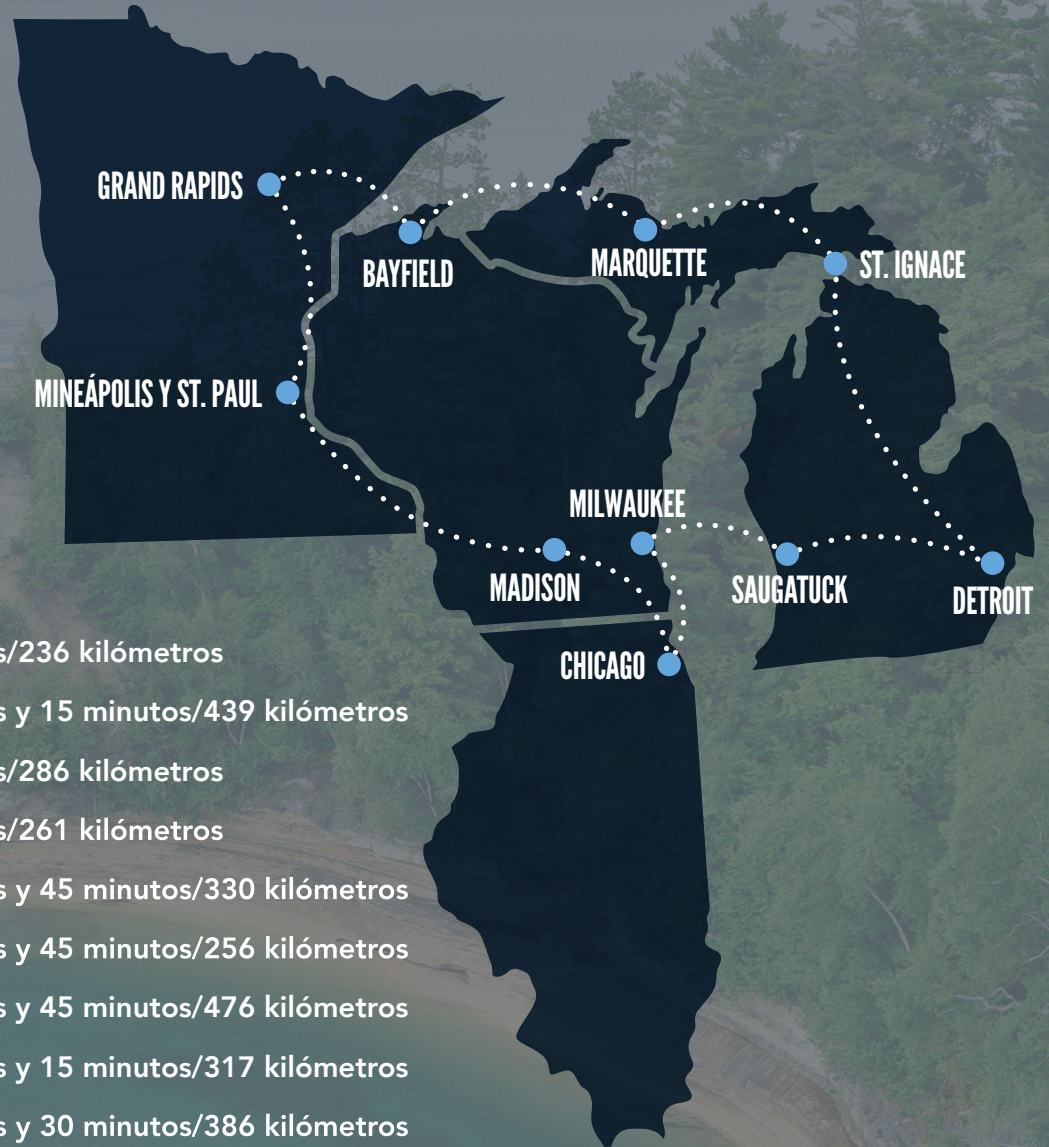 GRAND RAPIDS
BAYFIELD
MARQUETTE
ST. IGNACE
MINEÁPOLIS Y ST. PAUL
MILWAUKEE
MADISON
SAUGATUCK
DETROIT
CHICAGO
s/236 kilómetros
s y 15 minutos/439 kilómetros
s/286 kilómetros
s/261 kilómetros
s y 45 minutos/330 kilómetros
s y 45 minutos/256 kilómetros
s y 45 minutos/476 kilómetros
s y 15 minutos/317 kilómetros
s y 30 minutos/386 kilómetros